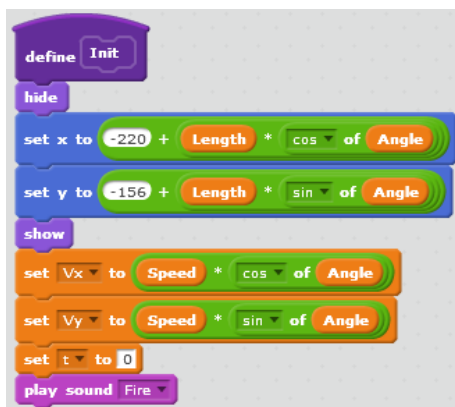 define Init
hide
set x to -220 + Length * cos of Angle
set y to -156 + Length * sin of Angle
show
set Vx to Speed * cos of Angle
set Vy to Speed * sin of Angle
set t to 0
play sound Fire